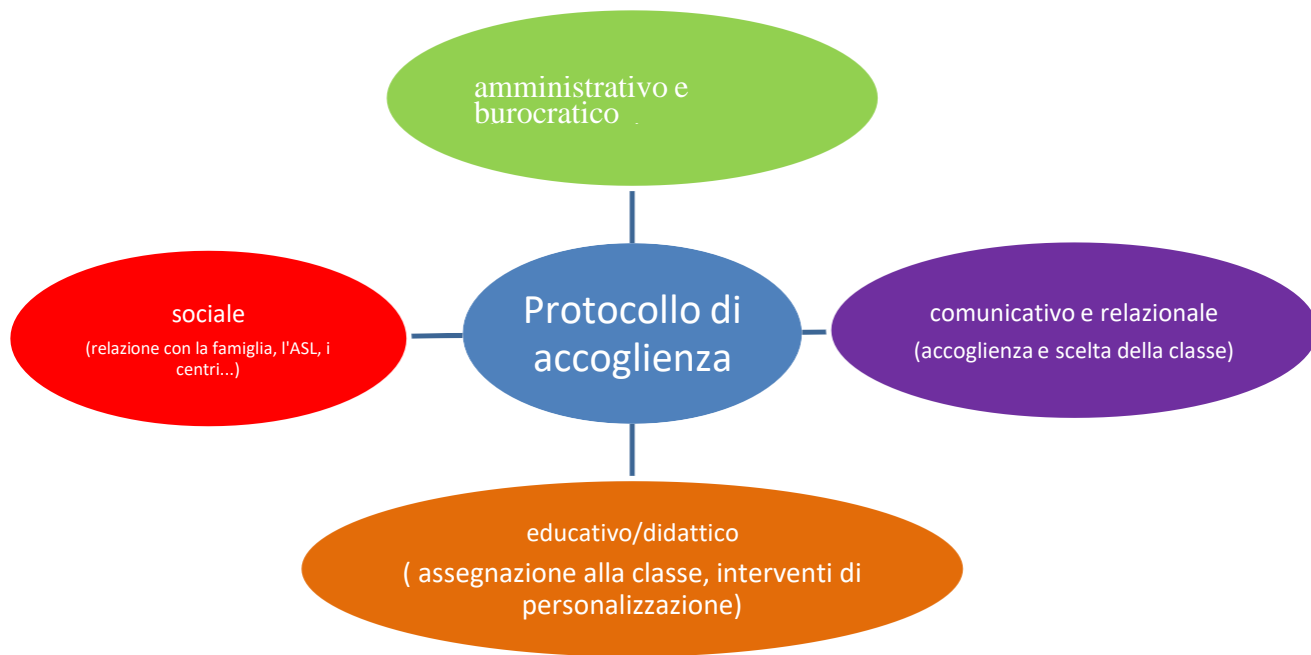 amministrativo e
burocratico .
sociale
(relazione con la famiglia, l'ASL, i
centri...)
Protocollo di
accoglienza
comunicativo e relazionale
(accoglienza e scelta della classe)
educativo/didattico
( assegnazione alla classe, interventi di
personalizzazione)